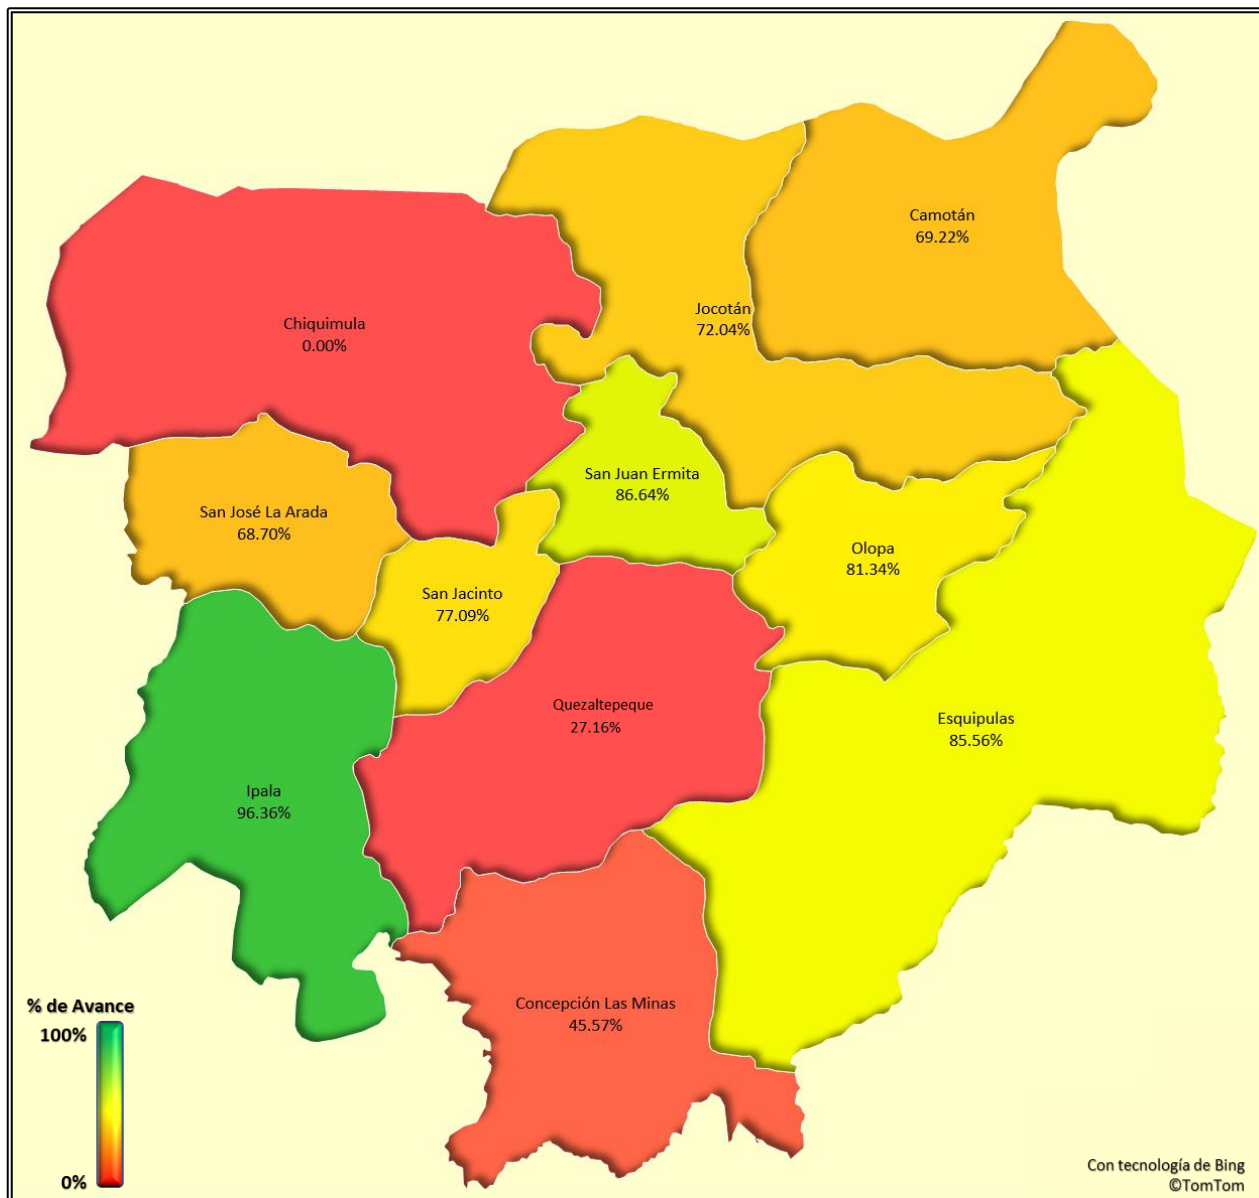 Camotán
69.22%
Jocotán
72.04%
Chiquimula
0.00%
San Juan Ermita
86.64%
San José La Arada
68.70%
Olopa
81.34%
San Jacinto
77.09%
Quezaltepeque
27.16%
Esquipulas
85.56%
Ipala
96.36%
Concepción Las Minas
45.57%
% de Avance
100%
0%
Con tecnología de Bing
©TomTom